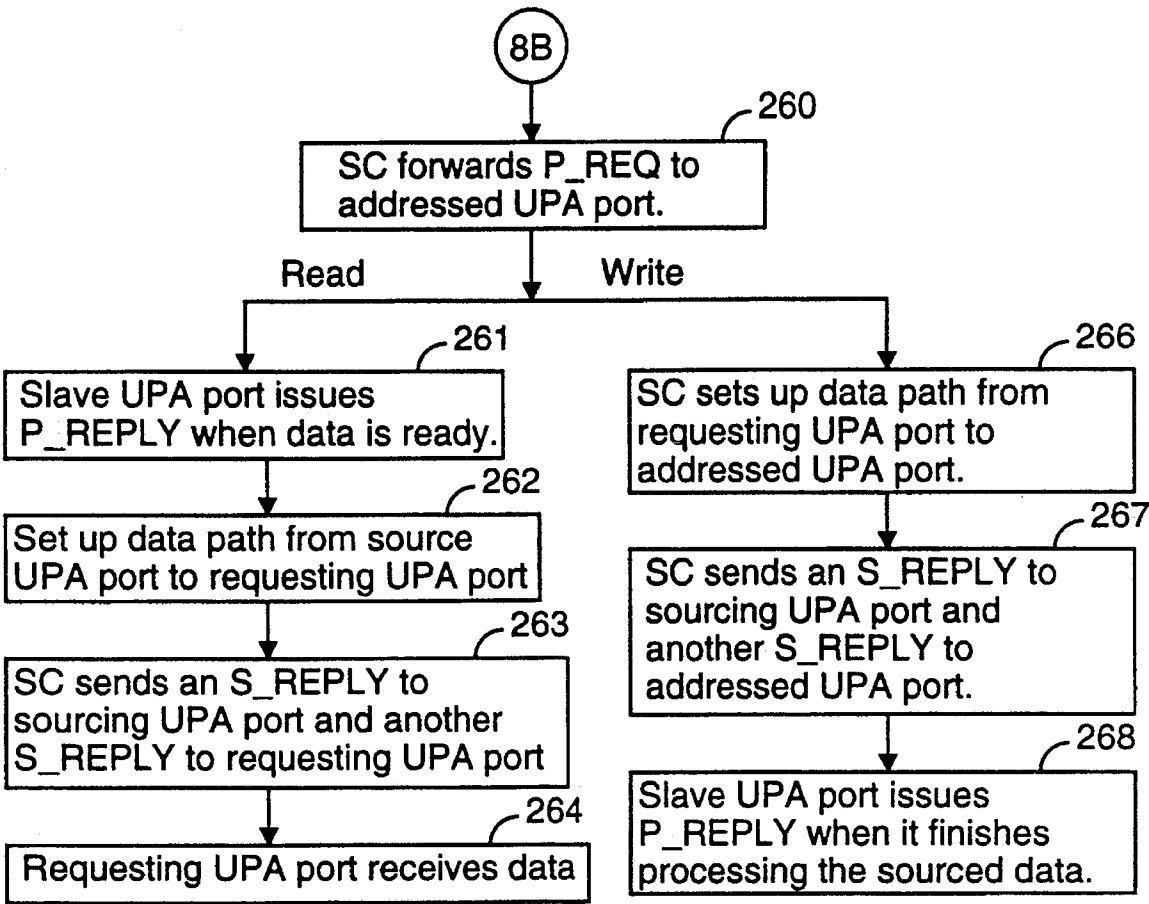 8B
260
SC forwards P_REQ to
addressed UPA port.
Read
Write
261
Slave UPA port issues
P_REPLY when data is ready.
262
Set up data path from source
UPA port to requesting UPA port
263
SC sends an S_REPLY to
sourcing UPA port and another
S_REPLY to requesting UPA port
264
Requesting UPA port receives data
266
SC sets up data path from
requesting UPA port to
addressed UPA port.
267
SC sends an S_REPLY to
sourcing UPA port and
another S_REPLY to
addressed UPA port.
268
Slave UPA port issues
P_REPLY when it finishes
processing the sourced data.